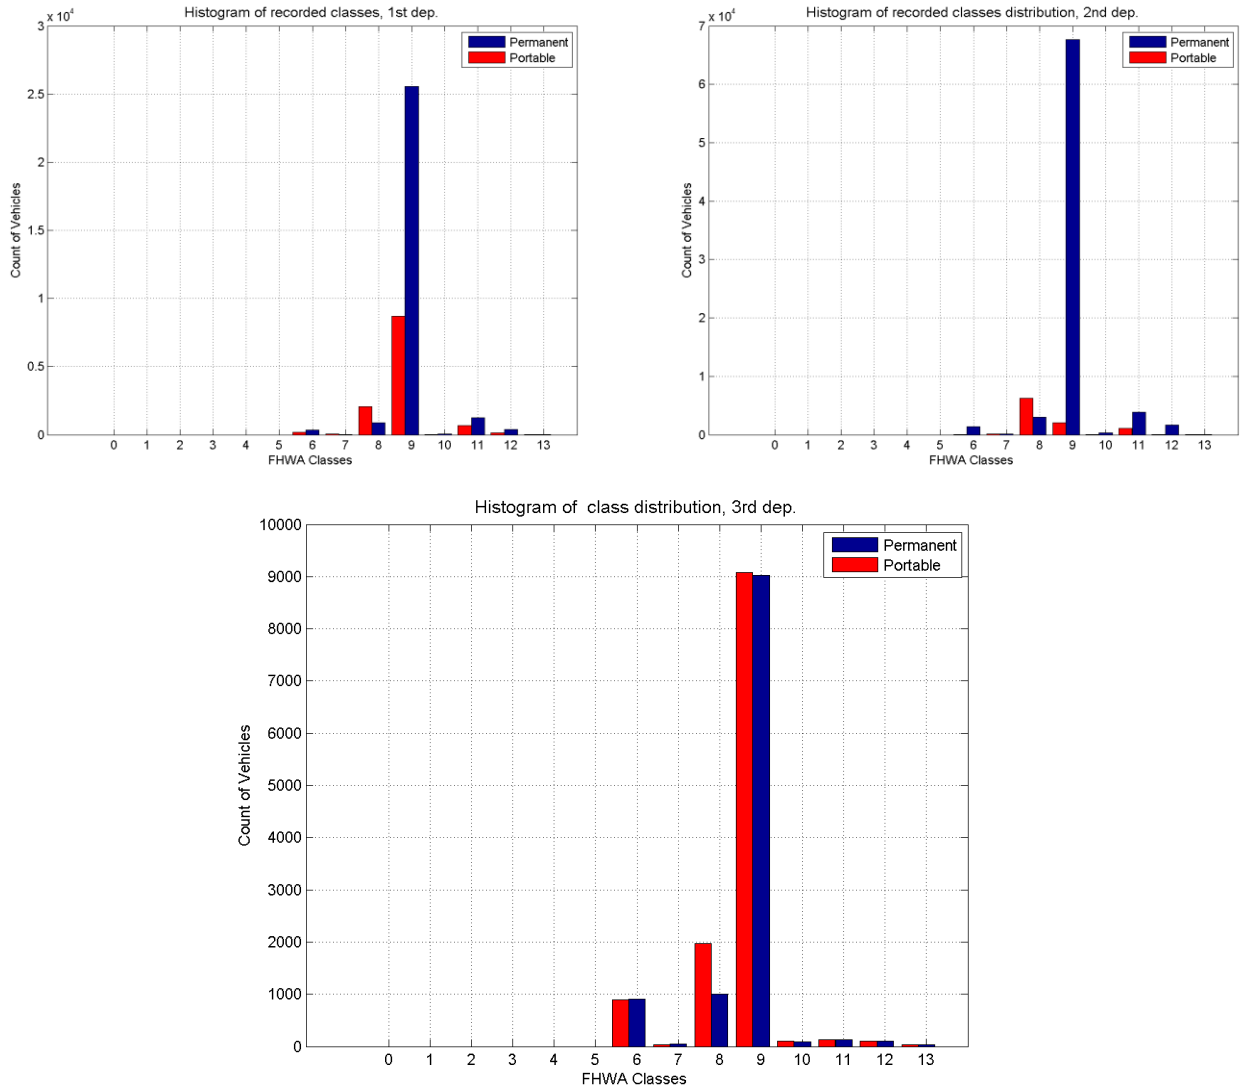 Histogram of recorded classes, 1st dep.
x 10^4
3
2.5
2
1.5
1
0.5
0
Count of Vehicles
Permanent
Portable
0 1 2 3 4 5 6 7 8 9 10 11 12 13
FHWA Classes
Histogram of recorded classes distribution, 2nd dep.
x 10^4
7
6
5
4
3
2
1
0
Count of Vehicles
Permanent
Portable
0 1 2 3 4 5 6 7 8 9 10 11 12 13
FHWA Classes
Histogram of class distribution, 3rd dep.
10000
9000
8000
7000
6000
5000
4000
3000
2000
1000
0
Count of Vehicles
Permanent
Portable
0 1 2 3 4 5 6 7 8 9 10 11 12 13
FHWA Classes